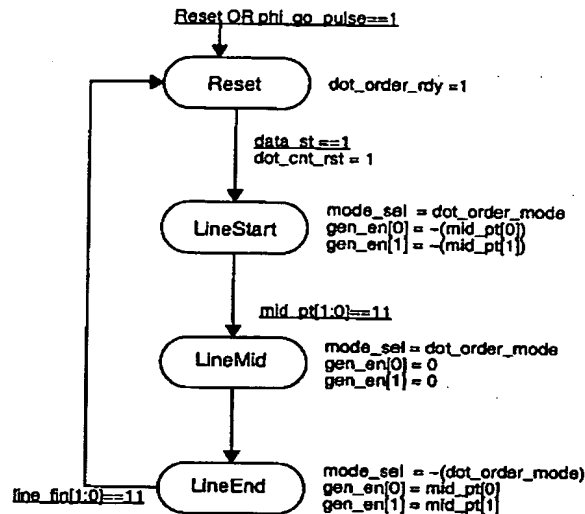 Reset OR phi_go_pulse==1
Reset
dot_order_rdy =1
data_st==1
dot_cnt_rst = 1
LineStart
mode_sel = dot_order_mode
gen_en[0] = ~(mid_pt[0])
gen_en[1] = ~(mid_pt[1])
mid_pt[1:0]==11
LineMid
mode_sel = dot_order_mode
gen_en[0] = 0
gen_en[1] = 0
LineEnd
mode_sel = ~(dot_order_mode)
gen_en[0] = mid_pt[0]
gen_en[1] = mid_pt[1]
line_fin[1:0]==11